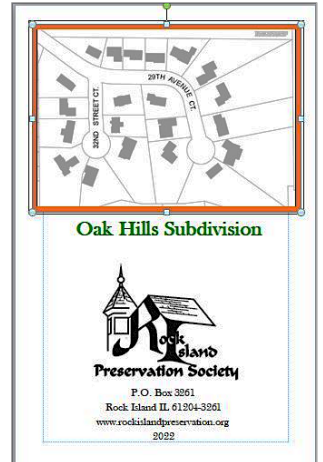 29TH AVENUE CT.
32ND STREET CT.
Oak Hills Subdivision
Rock
Island
Preservation Society
P.O. Box 3261
Rock Island IL 61204-3261
www.rockislandpreservation.org
2022